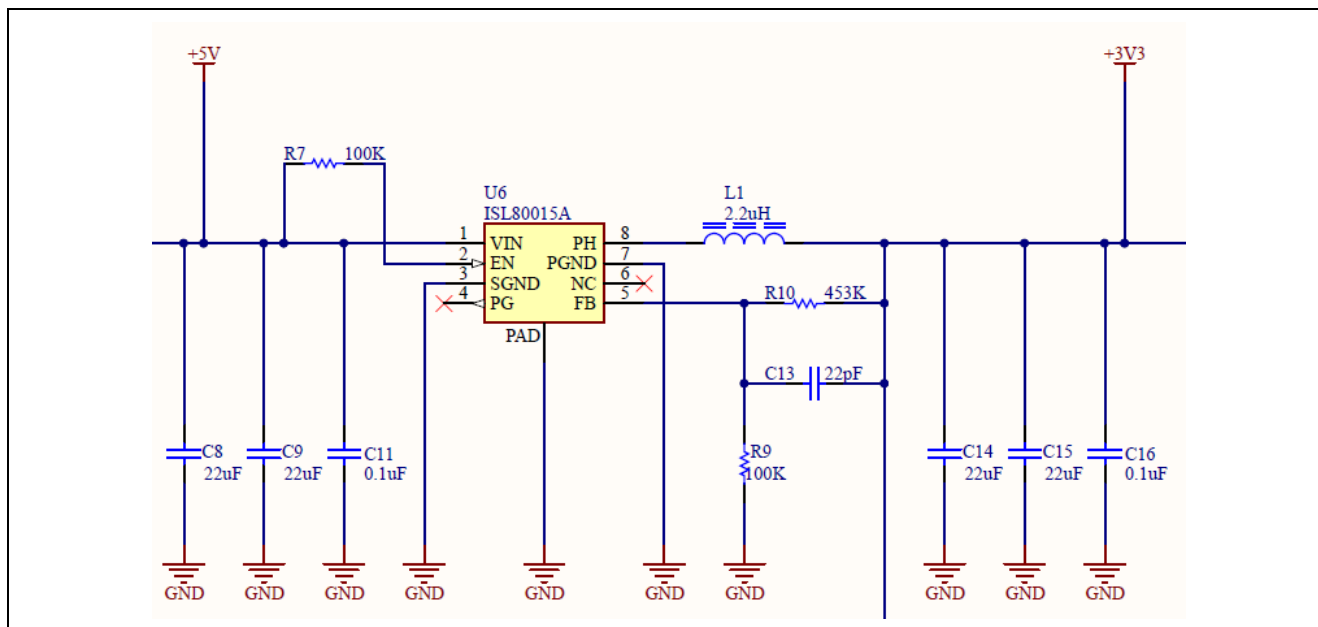 +5V
+3V3
R7 100K
U6
ISL80015A
L1
2.2uH
1 VIN PH 8
2 EN PGND 7
3 SGND NC 6
4 PG FB 5
PAD
R10 453K
C13 22pF
C8
22uF
C9
22uF
C11
0.1uF
R9
100K
C14
22uF
C15
22uF
C16
0.1uF
GND GND GND GND GND GND GND GND GND GND